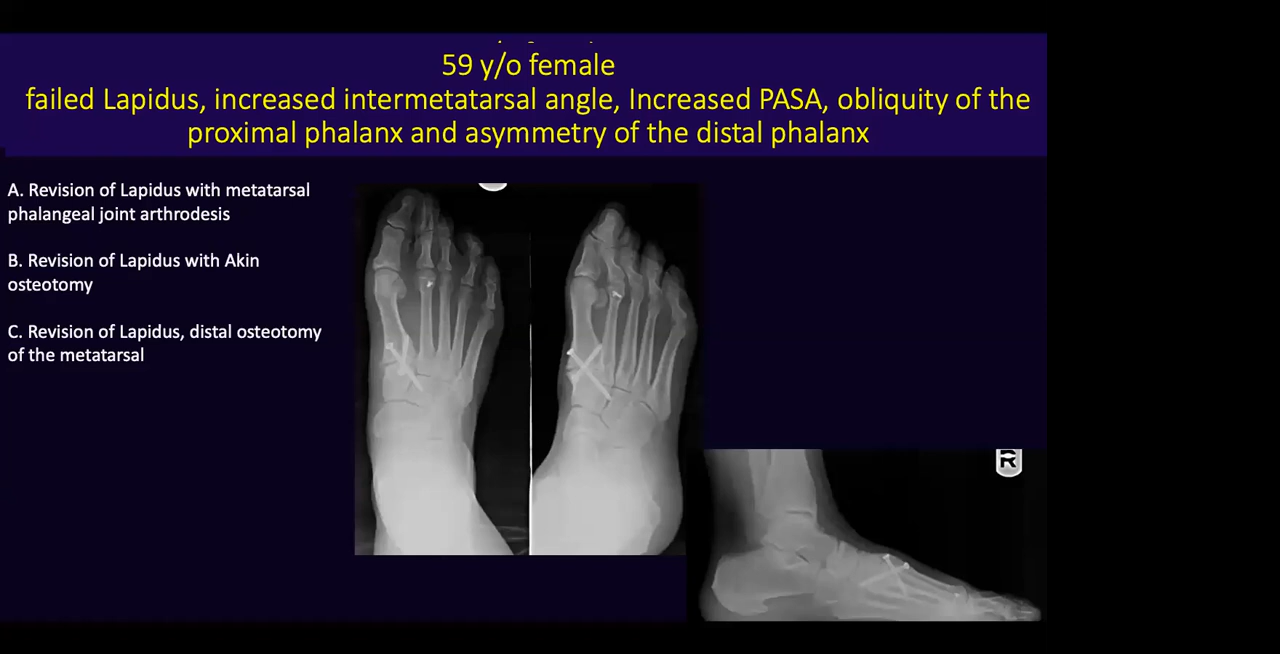 59 y/o female
failed Lapidus, increased intermetatarsal angle, Increased PASA, obliquity of the
proximal phalanx and asymmetry of the distal phalanx
A. Revision of Lapidus with metatarsal
phalangeal joint arthrodesis
B. Revision of Lapidus with Akin
osteotomy
C. Revision of Lapidus, distal osteotomy
of the metatarsal
R